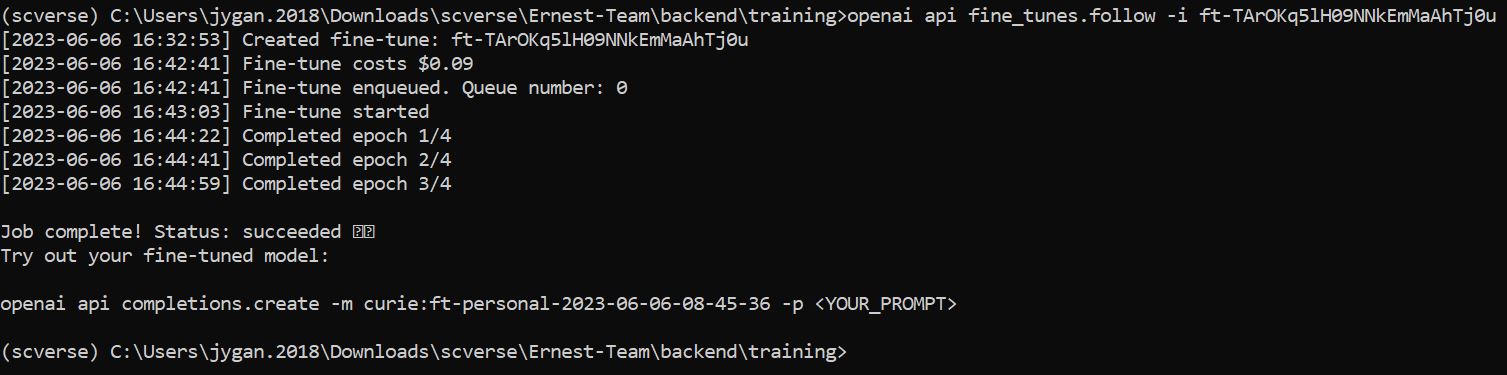 (scverse) C:\Users\jygan.2018\Downloads\scverse\Ernest-Team\backend\training>openai api fine_tunes.follow -i ft-TArOKq5lH09NNkEmMaAhTj0u
[2023-06-06 16:32:53] Created fine-tune: ft-TArOKq5lH09NNkEmMaAhTj0u
[2023-06-06 16:42:41] Fine-tune costs $0.09
[2023-06-06 16:42:41] Fine-tune enqueued. Queue number: 0
[2023-06-06 16:43:03] Fine-tune started
[2023-06-06 16:44:22] Completed epoch 1/4
[2023-06-06 16:44:41] Completed epoch 2/4
[2023-06-06 16:44:59] Completed epoch 3/4
Job complete! Status: succeeded
Try out your fine-tuned model:
openai api completions.create -m curie:ft-personal-2023-06-06-08-45-36 -p <YOUR_PROMPT>
(scverse) C:\Users\jygan.2018\Downloads\scverse\Ernest-Team\backend\training>